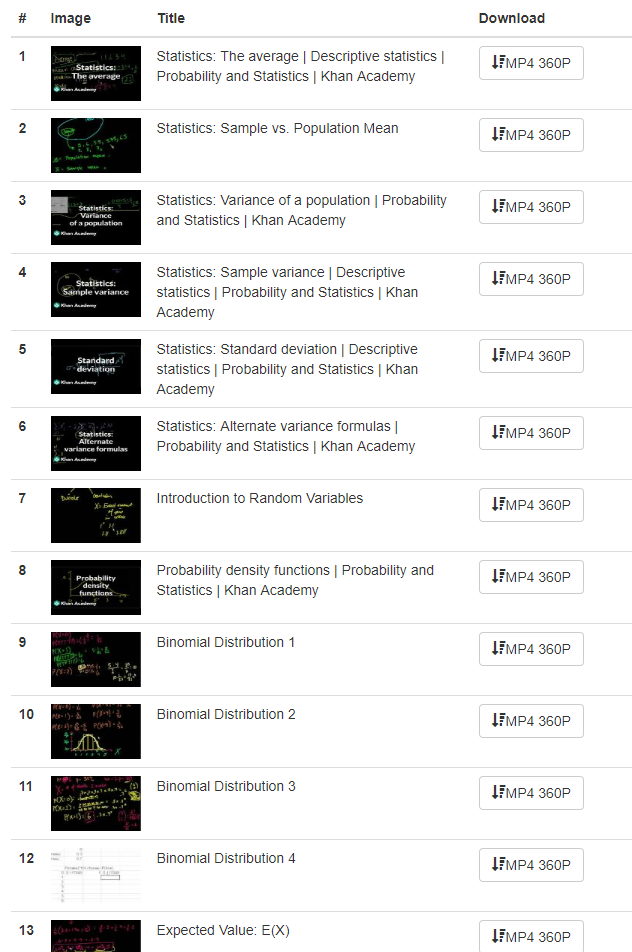 # Image Title Download
1 Statistics: The average | Descriptive statistics |
Probability and Statistics | Khan Academy
MP4 360P
Statistics:
The average
Khan Academy
2 Statistics: Sample vs. Population Mean
MP4 360P
3 Statistics: Variance of a population | Probability
and Statistics | Khan Academy
MP4 360P
Statistics:
Variance
of a population
Khan Academy
4 Statistics: Sample variance | Descriptive
statistics | Probability and Statistics | Khan
Academy
MP4 360P
Statistics:
Sample variance
Khan Academy
5 Statistics: Standard deviation | Descriptive
statistics | Probability and Statistics | Khan
Academy
MP4 360P
Standard
deviation
Khan Academy
6 Statistics: Alternate variance formulas |
Probability and Statistics | Khan Academy
MP4 360P
Statistics:
Alternate
variance formulas
Khan Academy
7 Introduction to Random Variables
MP4 360P
8 Probability density functions | Probability and
Statistics | Khan Academy
MP4 360P
Probability
density
functions
Khan Academy
9 Binomial Distribution 1
MP4 360P
10 Binomial Distribution 2
MP4 360P
11 Binomial Distribution 3
MP4 360P
12 Binomial Distribution 4
MP4 360P
13 Expected Value: E(X)
MP4 360P